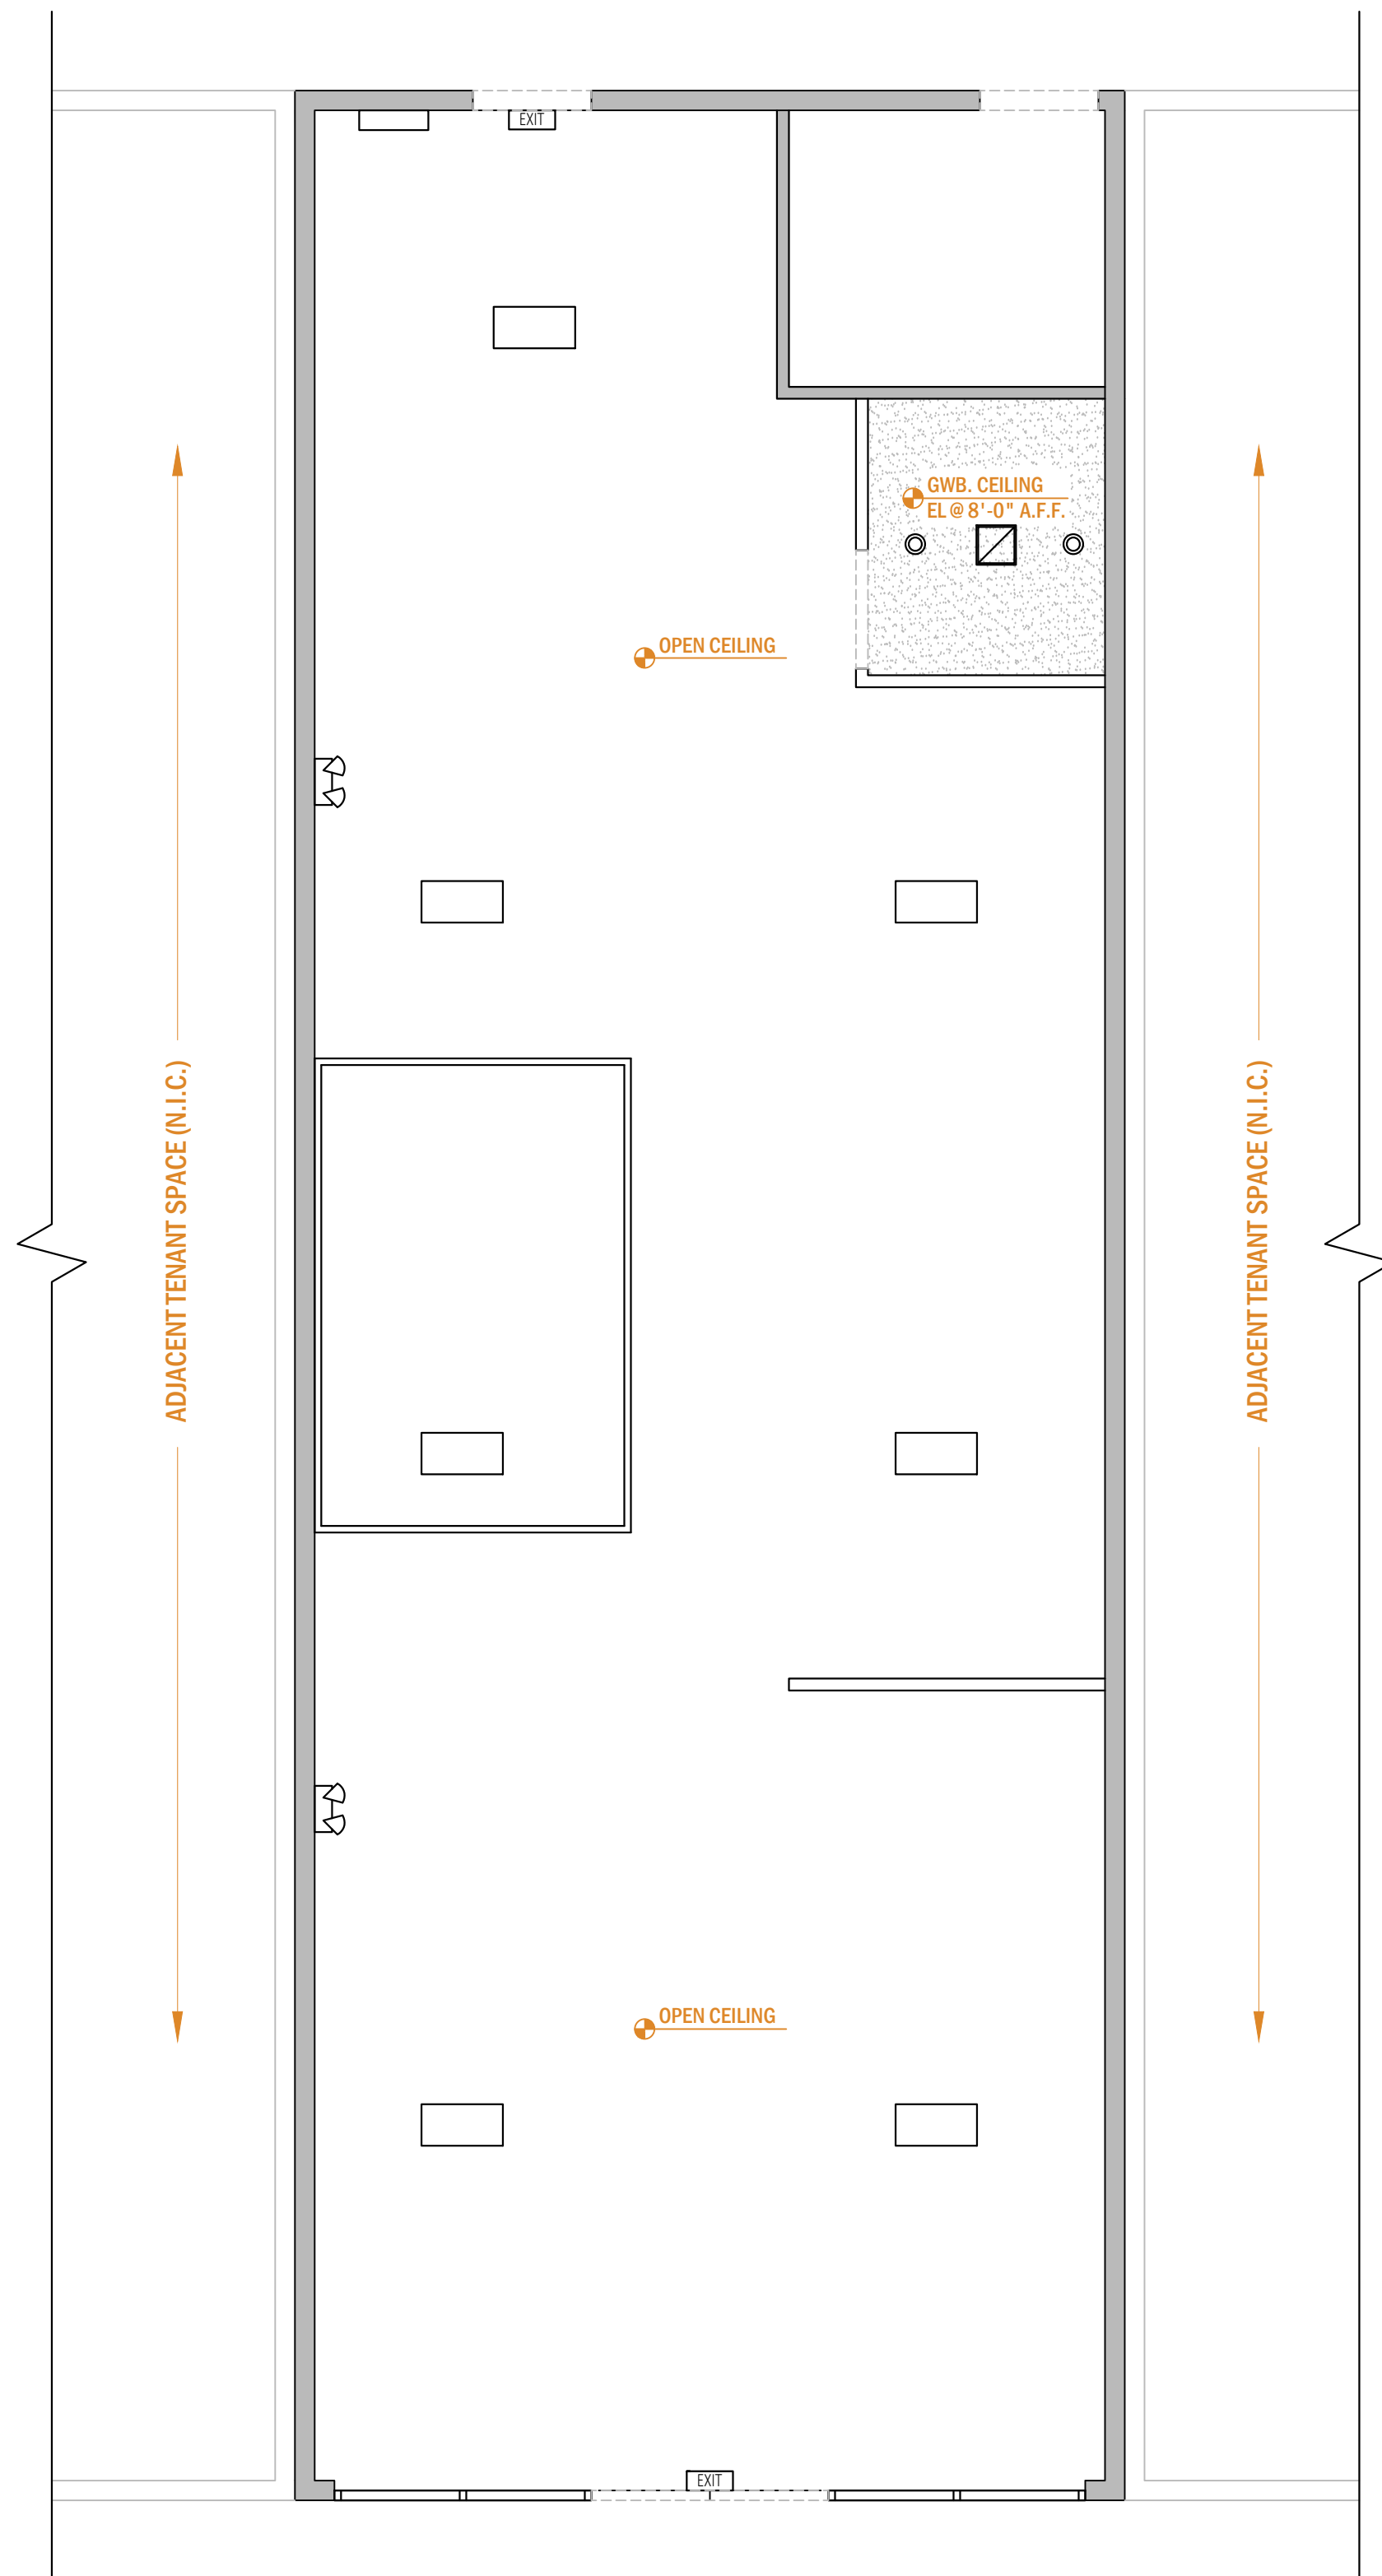 EXIT
GWB. CEILING
EL @ 8'-0" A.F.F.
OPEN CEILING
ADJACENT TENANT SPACE (N.I.C.)
ADJACENT TENANT SPACE (N.I.C.)
OPEN CEILING
EXIT